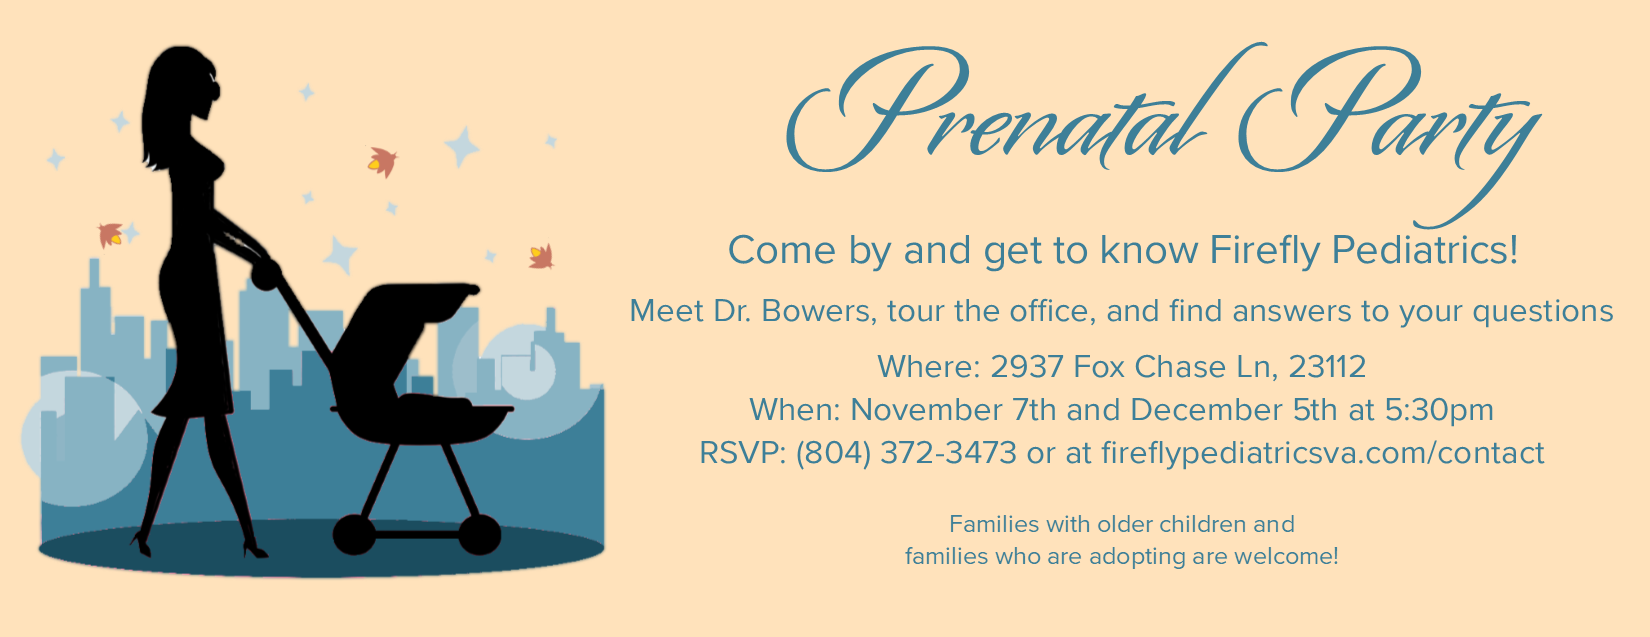 Prenatal Party
Come by and get to know Firefly Pediatrics!
Meet Dr. Bowers, tour the office, and find answers to your questions
Where: 2937 Fox Chase Ln, 23112
When: November 7th and December 5th at 5:30pm
RSVP: (804) 372-3473 or at fireflypediatricsva.com/contact
Families with older children and
families who are adopting are welcome!